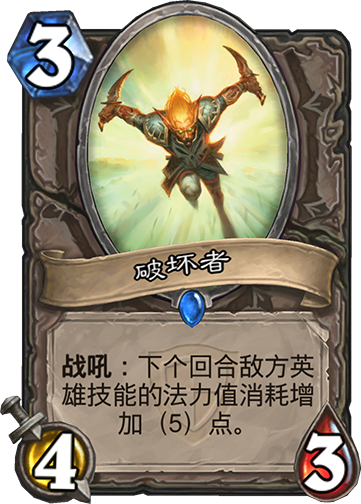 3
破坏者
战吼：下个回合敌方英
雄技能的法力值消耗增
加（5）点。
4
3